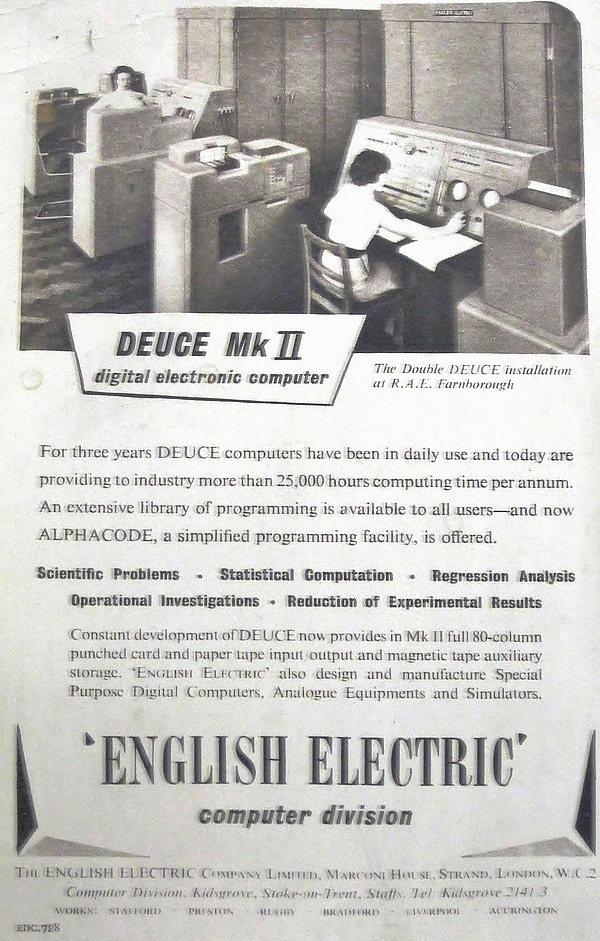 ENGLISH ELECTRIC
DEUCE Mk II
digital electronic computer
The Double DEUCE installation
at R.A.E. Farnborough
For three years DEUCE computers have been in daily use and today are
providing to industry more than 25,000 hours computing time per annum.
An extensive library of programming is available to all users—and now
ALPHACODE, a simplified programming facility, is offered.
Scientific Problems - Statistical Computation - Regression Analysis
Operational Investigations - Reduction of Experimental Results
Constant development of DEUCE now provides in Mk II full 80-column
punched card and paper tape input output and magnetic tape auxiliary
storage. 'ENGLISH ELECTRIC' also design and manufacture Special
Purpose Digital Computers, Analogue Equipments and Simulators.
'ENGLISH ELECTRIC'
computer division
THE ENGLISH ELECTRIC COMPANY LIMITED, MARCONI HOUSE, STRAND, LONDON, W.C.2
Computer Division, Kidsgrove, Stoke-on-Trent, Staffs. Tel: Kidsgrove 2141/3
WORKS: STAFFORD · PRESTON · RUGBY · BRADFORD · LIVERPOOL · ACCRINGTON
EDC.7E8